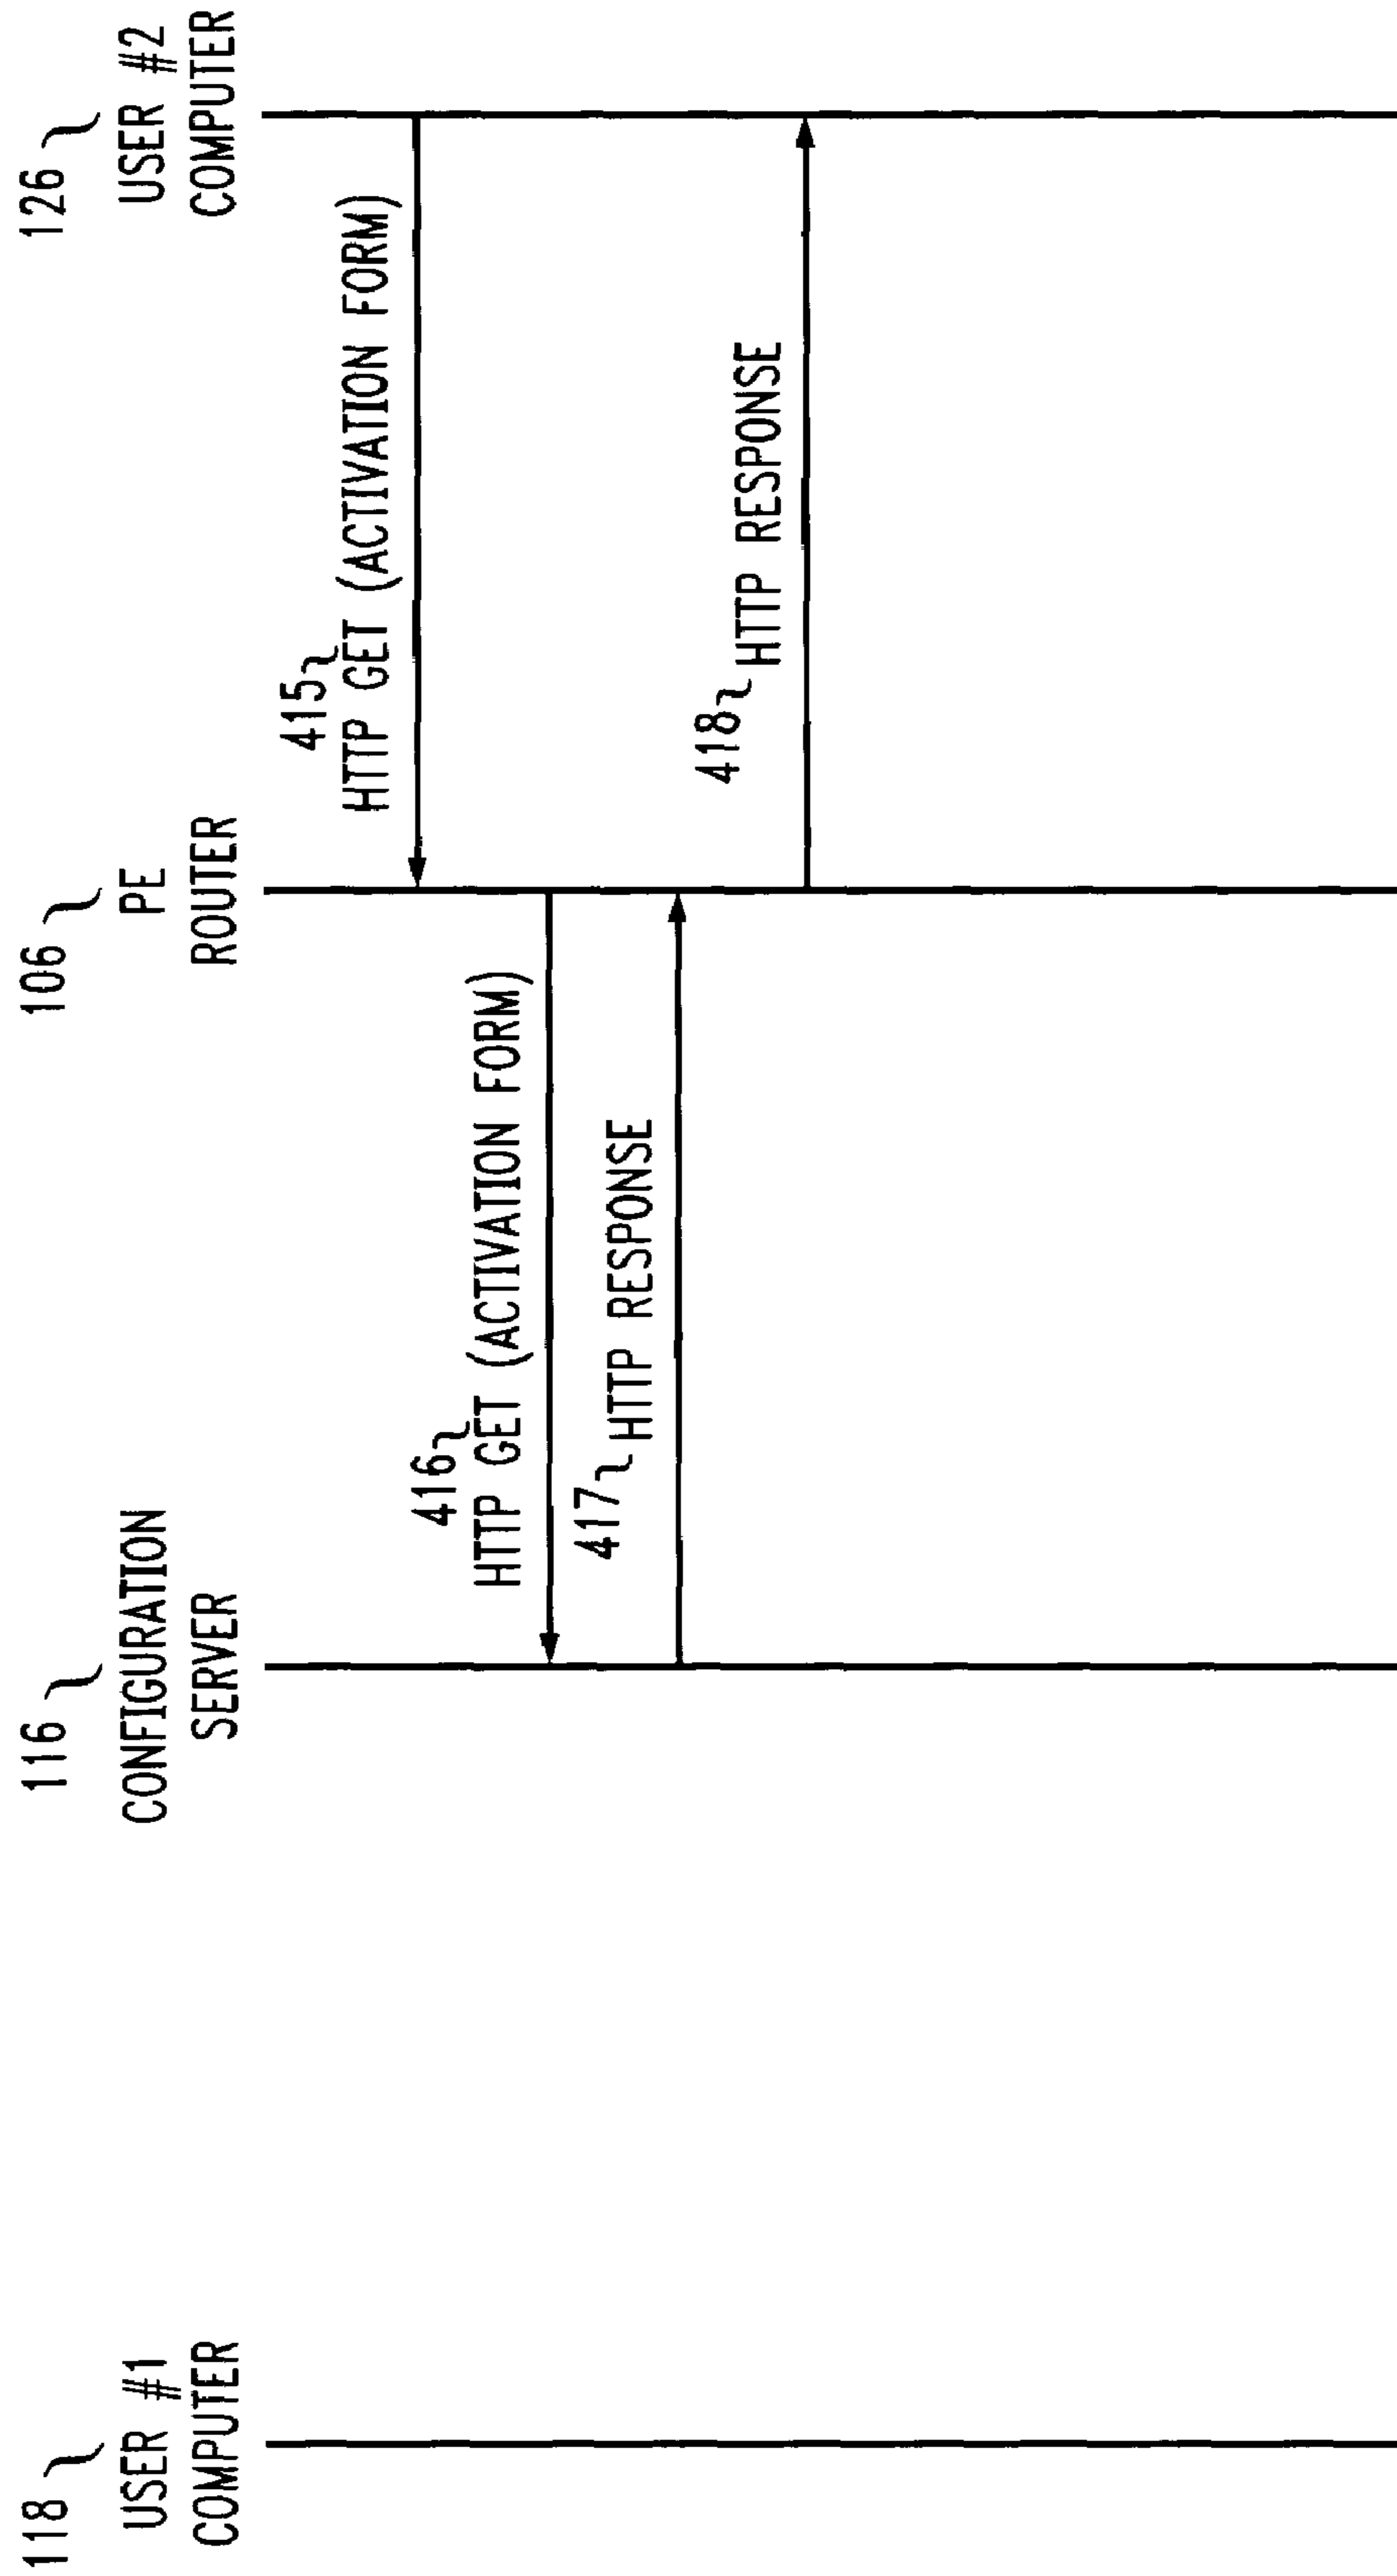 118
USER #1
COMPUTER
116
CONFIGURATION
SERVER
106
PE
ROUTER
126
USER #2
COMPUTER
415
HTTP GET (ACTIVATION FORM)
416
HTTP GET (ACTIVATION FORM)
417
HTTP RESPONSE
418
HTTP RESPONSE